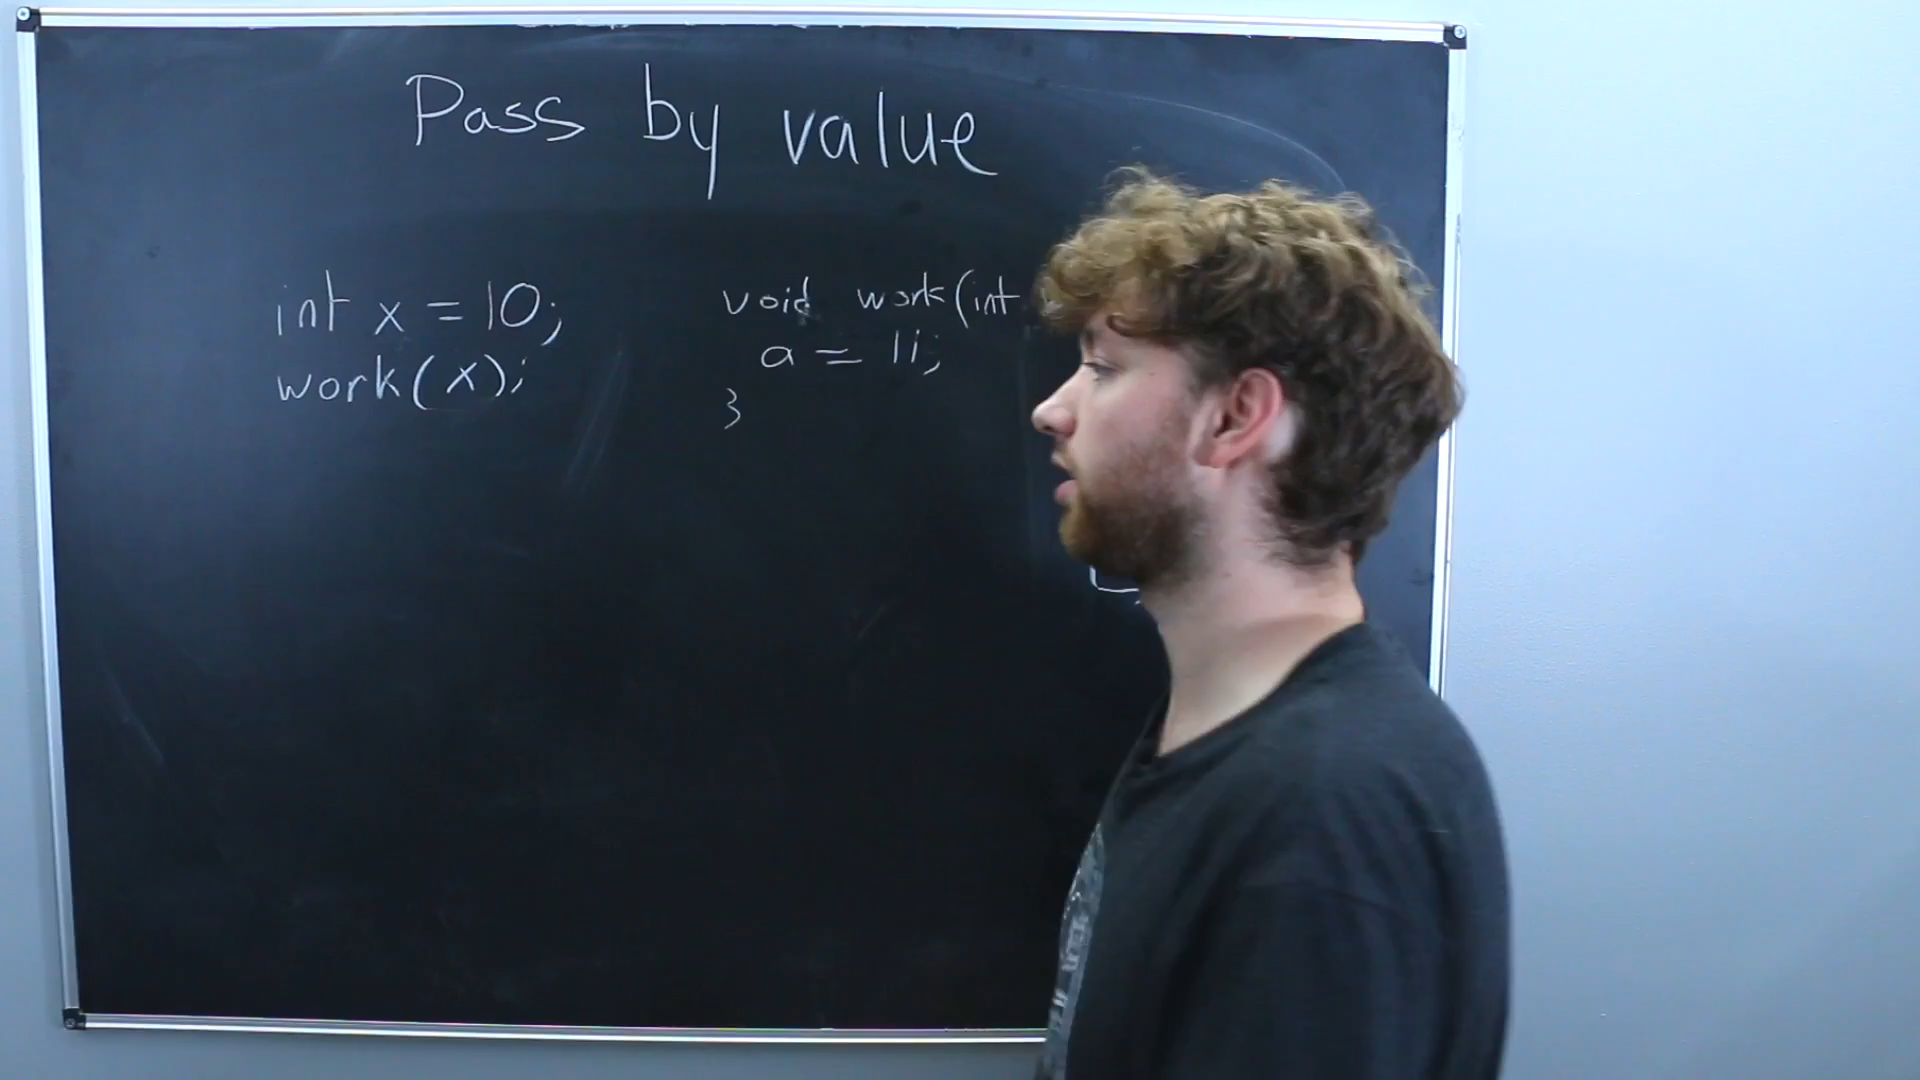 Pass by value
int x = 10;
work(x);
void work(int
a = 11;
}